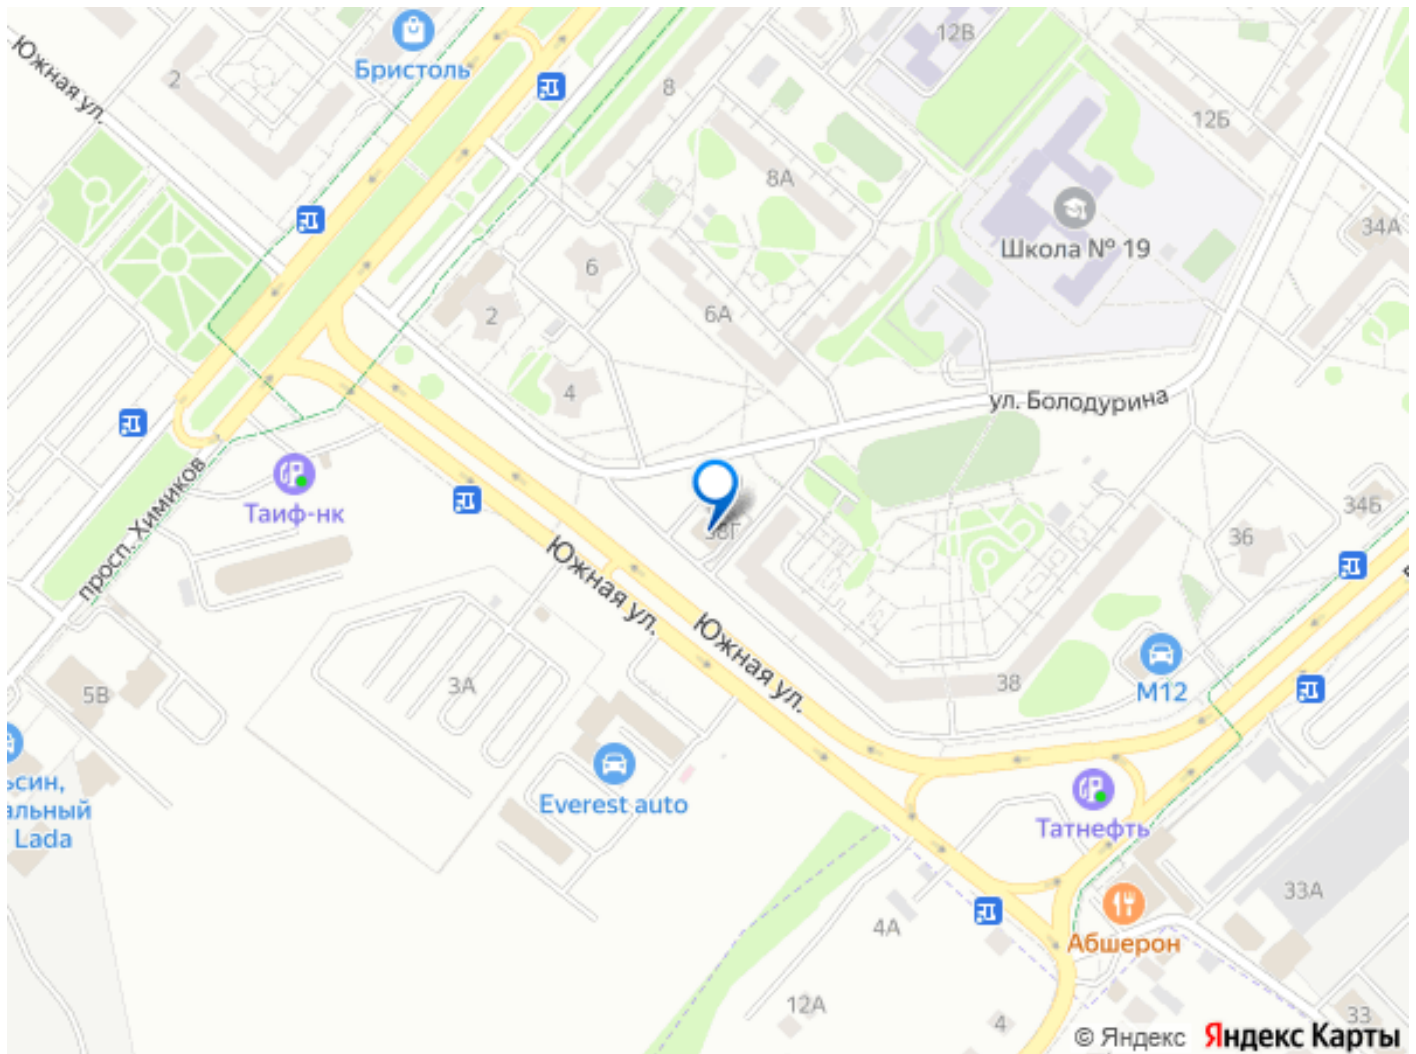 Южная ул.
2
Бристоль
8
12В
12Б
8А
Школа № 19
34А
6
6А
2
4
ул. Болодурина
просп. Химиков
Таиф-нк
38Г
34Б
36
Южная ул.
Южная ул.
5В
3А
38
М12
ьсин,
альный
Lada
Everest auto
Татнефть
33А
4А
Абшерон
12А
4
33
© Яндекс Яндекс Карты